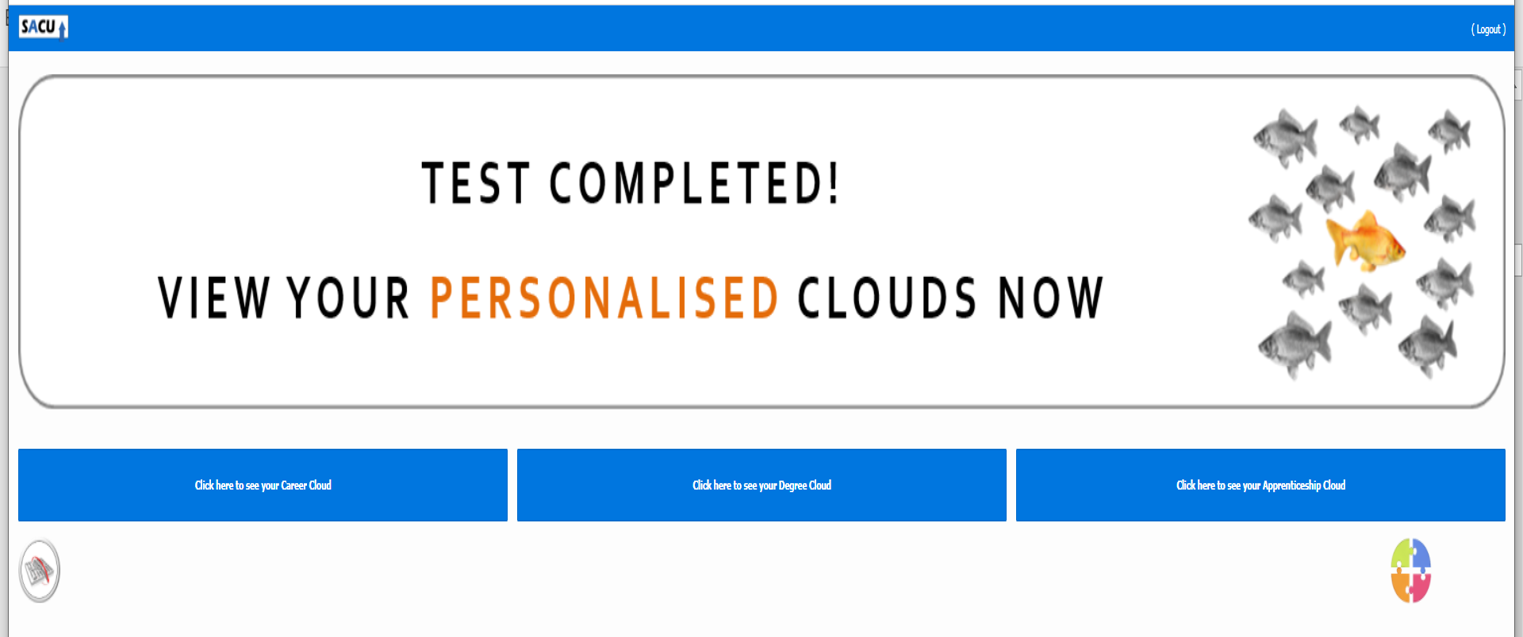 SACU
( Logout )
TEST COMPLETED!
VIEW YOUR PERSONALISED CLOUDS NOW
Click here to see your Career Cloud
Click here to see your Degree Cloud
Click here to see your Apprenticeship Cloud